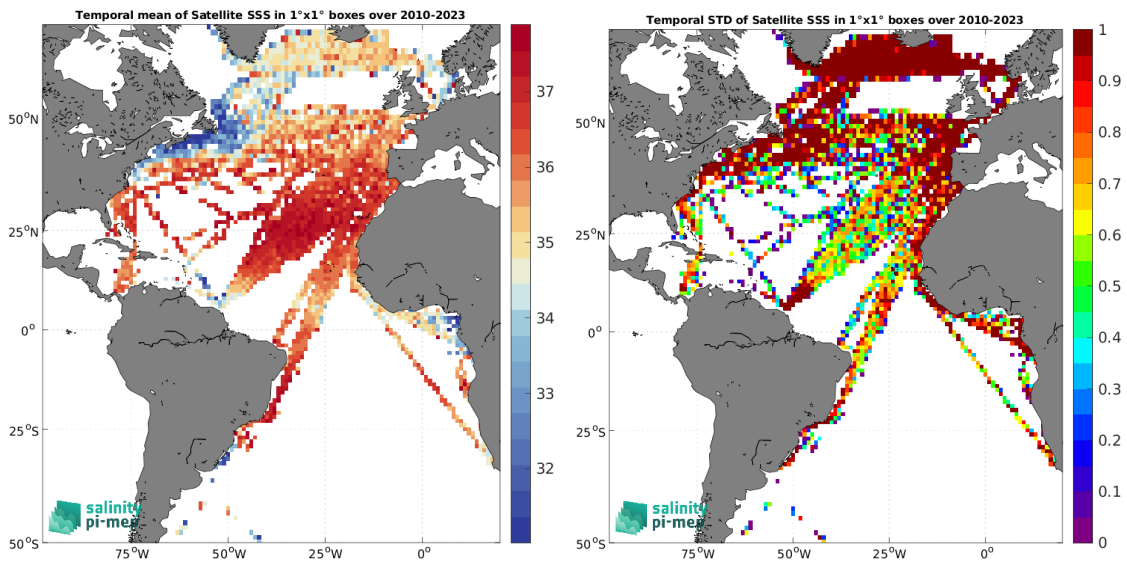 Temporal mean of Satellite SSS in 1°x1° boxes over 2010-2023
50°N
25°N
0°
25°S
50°S
75°W
50°W
25°W
0°
37
36
35
34
33
32
salinity
pi-mep
Temporal STD of Satellite SSS in 1°x1° boxes over 2010-2023
50°N
25°N
0°
25°S
50°S
75°W
50°W
25°W
0°
1
0.9
0.8
0.7
0.6
0.5
0.4
0.3
0.2
0.1
0
salinity
pi-mep